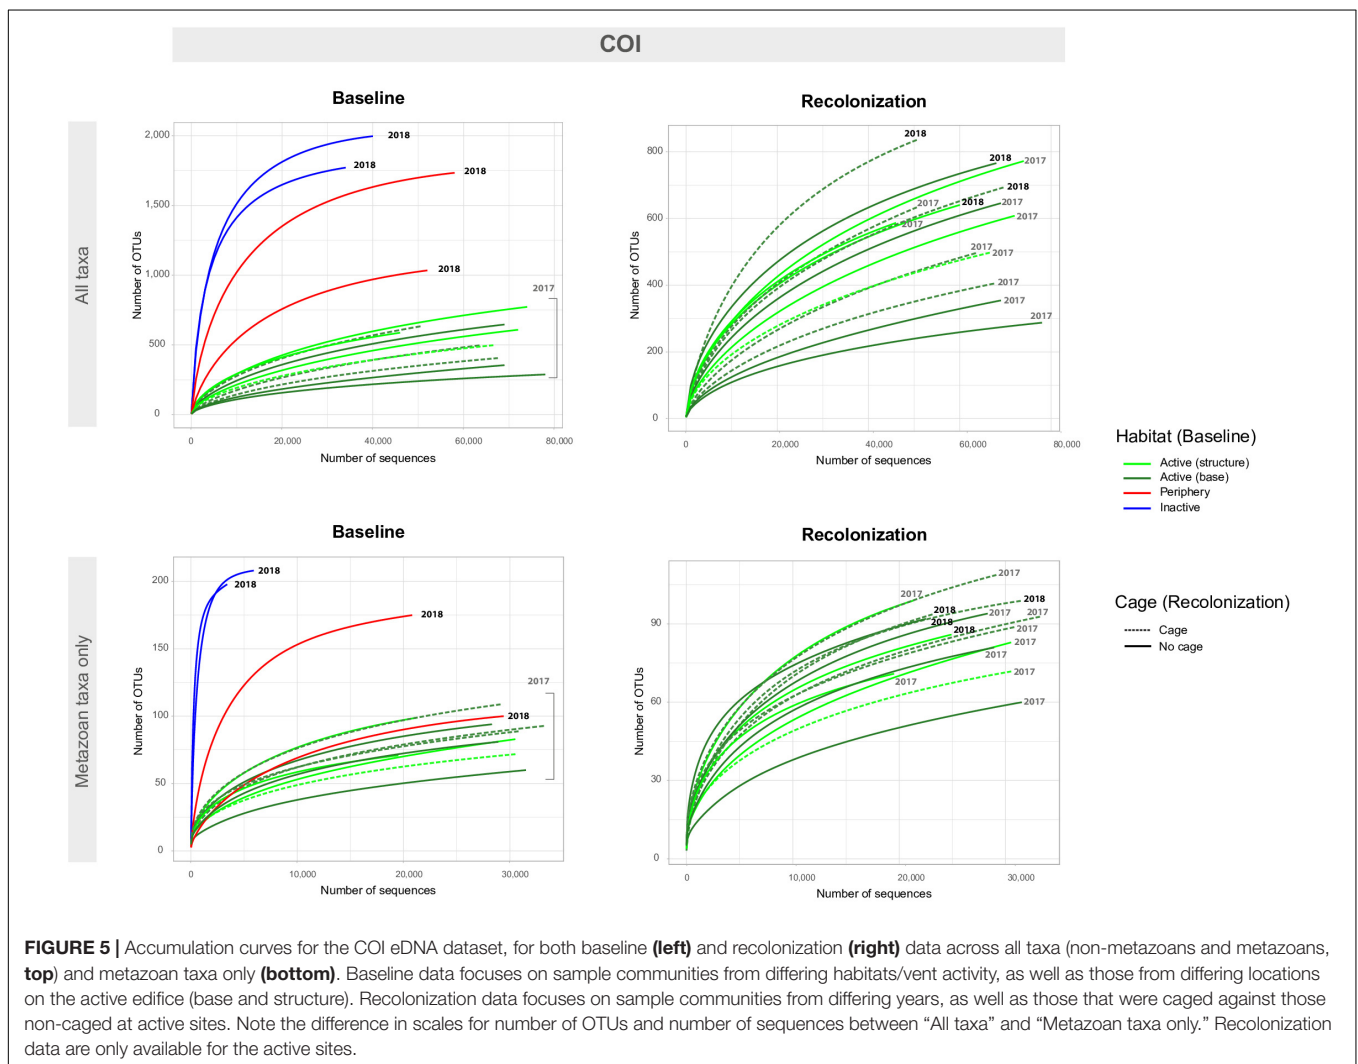 COI
Baseline
Recolonization
All taxa
Number of OTUs
2,000
1,500
1,000
500
0
2018
2018
2018
2018
2017
0
20,000
40,000
60,000
80,000
Number of sequences
Number of OTUs
800
600
400
200
0
2018
2018
2017
2018
2017
2018
2017
2017
2017
2017
2017
2017
2017
2017
0
20,000
40,000
60,000
80,000
Number of sequences
Habitat (Baseline)
Active (structure)
Active (base)
Periphery
Inactive
Baseline
Recolonization
Metazoan taxa only
Number of OTUs
200
150
100
50
0
2018
2018
2018
2017
2018
0
10,000
20,000
30,000
Number of sequences
Number of OTUs
90
60
30
0
2017
2017
2018
2018
2017
2017
2018
2018
2017
2017
2017
2017
2017
2017
0
10,000
20,000
30,000
Number of sequences
Cage (Recolonization)
Cage
No cage
FIGURE 5 | Accumulation curves for the COI eDNA dataset, for both baseline (left) and recolonization (right) data across all taxa (non-metazoans and metazoans,
top) and metazoan taxa only (bottom). Baseline data focuses on sample communities from differing habitats/vent activity, as well as those from differing locations
on the active edifice (base and structure). Recolonization data focuses on sample communities from differing years, as well as those that were caged against those
non-caged at active sites. Note the difference in scales for number of OTUs and number of sequences between “All taxa” and “Metazoan taxa only.” Recolonization
data are only available for the active sites.